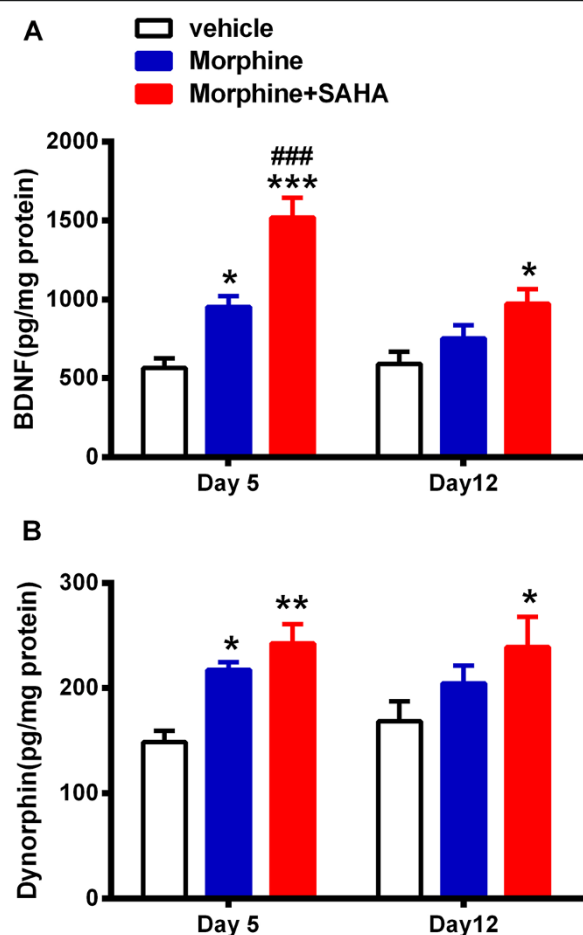 A
vehicle
Morphine
Morphine+SAHA
BDNF(pg/mg protein)
2000
1500
1000
500
0
*
###
***
*
Day 5
Day12
B
Dynorphin(pg/mg protein)
300
200
100
0
*
**
*
Day 5
Day12